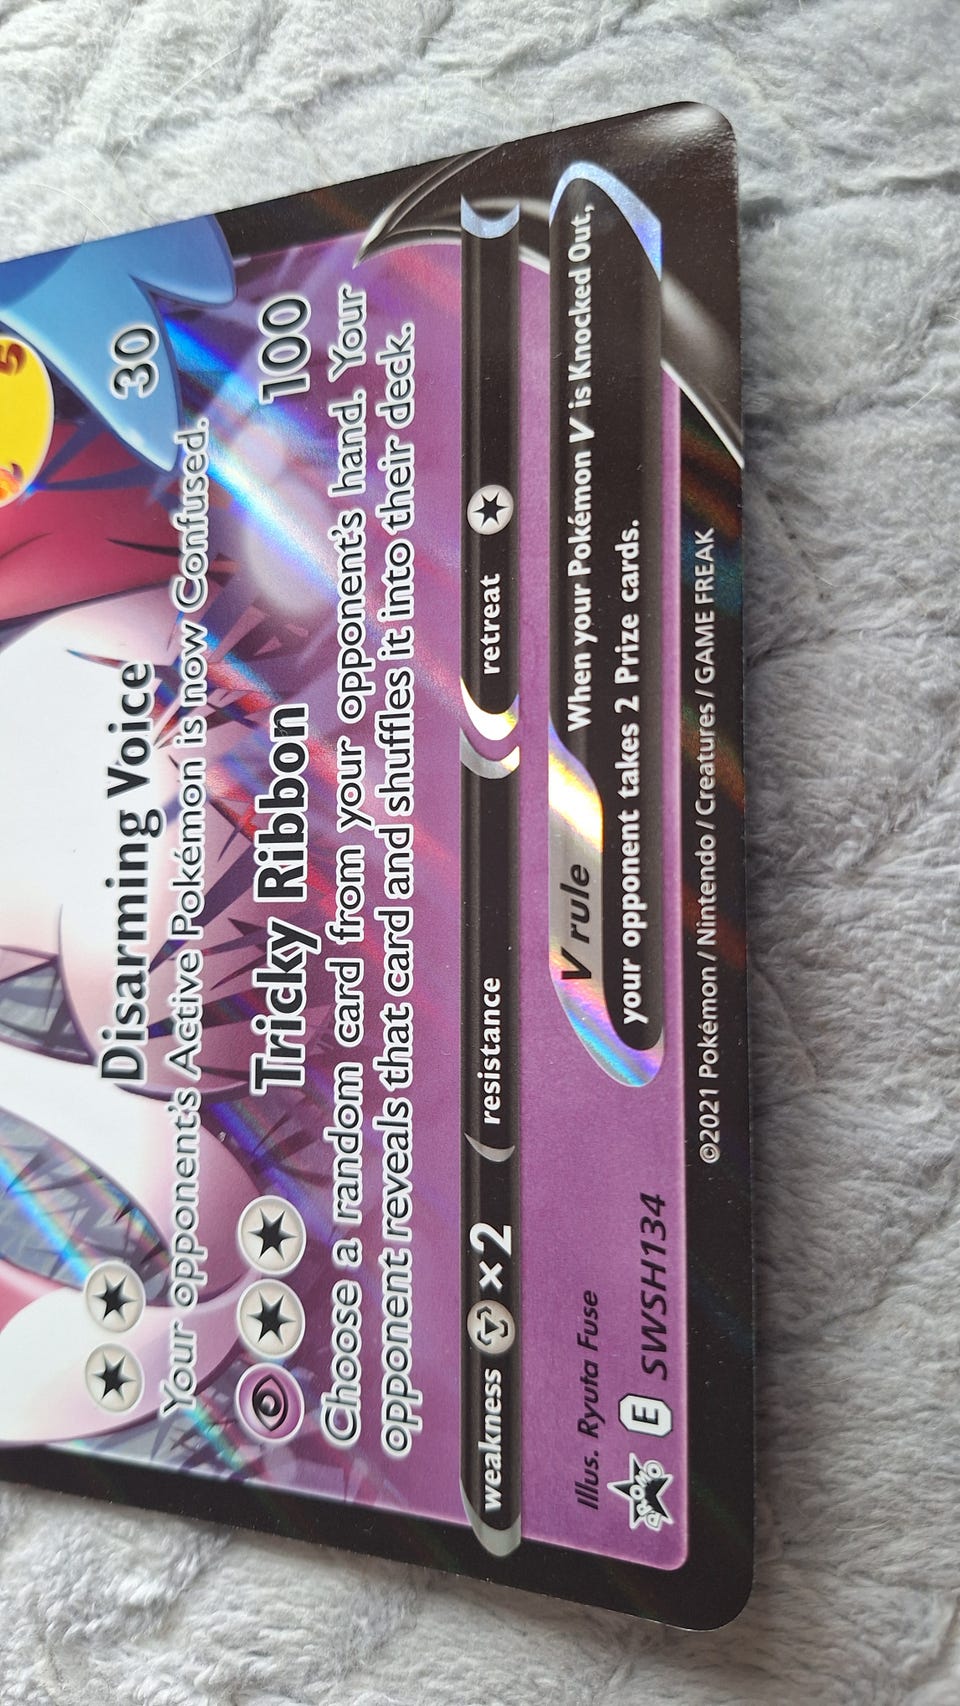 Disarming Voice 30
Your opponent's Active Pokémon is now Confused.
Tricky Ribbon 100
Choose a random card from your opponent's hand. Your
opponent reveals that card and shuffles it into their deck.
weakness ×2 resistance retreat
V rule When your Pokémon V is Knocked Out,
your opponent takes 2 Prize cards.
Illus. Ryuta Fuse
PROMO E SWSH134
©2021 Pokémon / Nintendo / Creatures / GAME FREAK